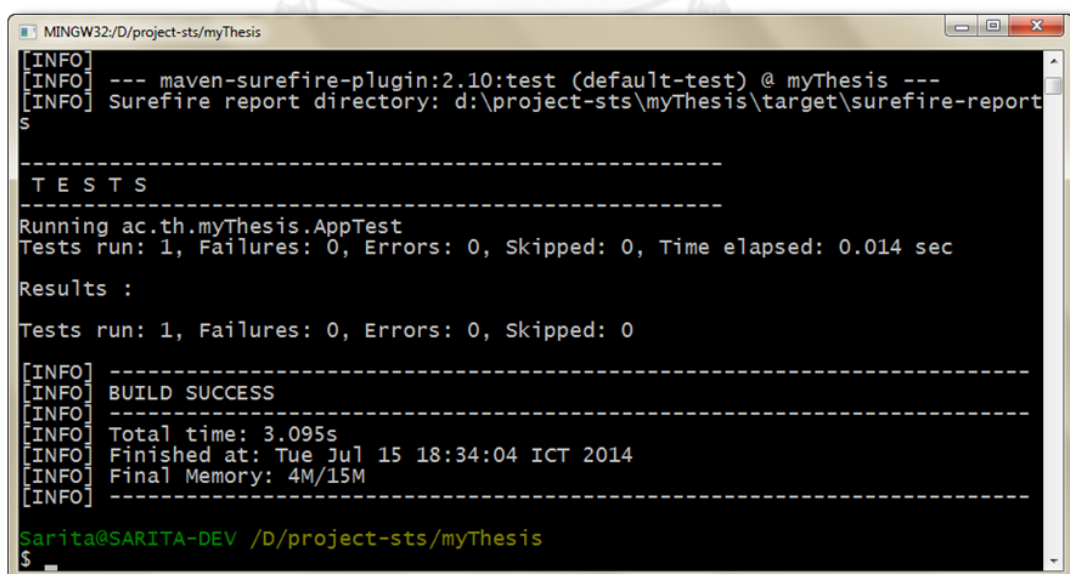 MINGW32:/D/project-sts/myThesis
[INFO]
[INFO] --- maven-surefire-plugin:2.10:test (default-test) @ myThesis ---
[INFO] Surefire report directory: d:\project-sts\myThesis\target\surefire-report
s
-------------------------------------------------------
T E S T S
-------------------------------------------------------
Running ac.th.myThesis.AppTest
Tests run: 1, Failures: 0, Errors: 0, Skipped: 0, Time elapsed: 0.014 sec
Results :
Tests run: 1, Failures: 0, Errors: 0, Skipped: 0
[INFO] ------------------------------------------------------------------------
[INFO] BUILD SUCCESS
[INFO] ------------------------------------------------------------------------
[INFO] Total time: 3.095s
[INFO] Finished at: Tue Jul 15 18:34:04 ICT 2014
[INFO] Final Memory: 4M/15M
[INFO] ------------------------------------------------------------------------
Sarita@SARITA-DEV /D/project-sts/myThesis
$ _